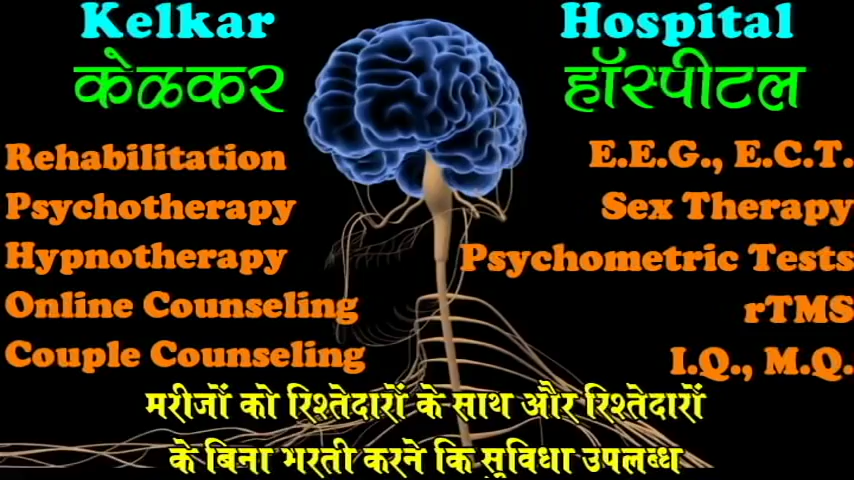 Kelkar Hospital
केळकर हॉस्पीटल
Rehabilitation
Psychotherapy
Hypnotherapy
Online Counseling
Couple Counseling
E.E.G., E.C.T.
Sex Therapy
Psychometric Tests
rTMS
I.Q., M.Q.
मरीजों को रिश्तेदारों के साथ और रिश्तेदारों
के बिना भरती करने कि सुविधा उपलब्ध